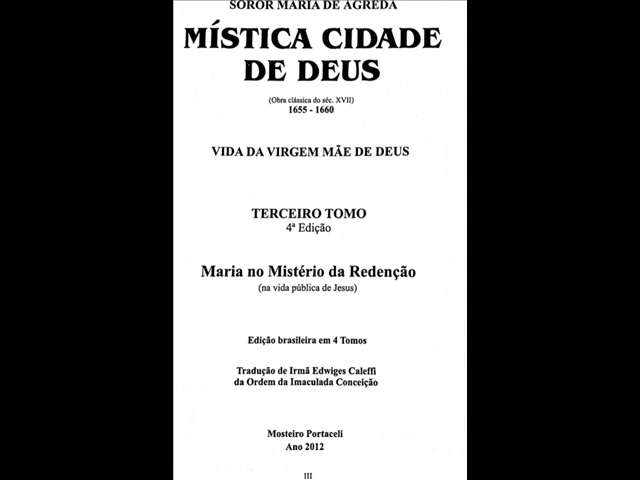 SOROR MARIA DE AGREDA
MÍSTICA CIDADE
DE DEUS
(Obra clássica do séc. XVII)
1655 - 1660
VIDA DA VIRGEM MÃE DE DEUS
TERCEIRO TOMO
4ª Edição
Maria no Mistério da Redenção
(na vida pública de Jesus)
Edição brasileira em 4 Tomos
Tradução de Irmã Edwiges Caleffi
da Ordem da Imaculada Conceição
Mosteiro Portaceli
Ano 2012
III